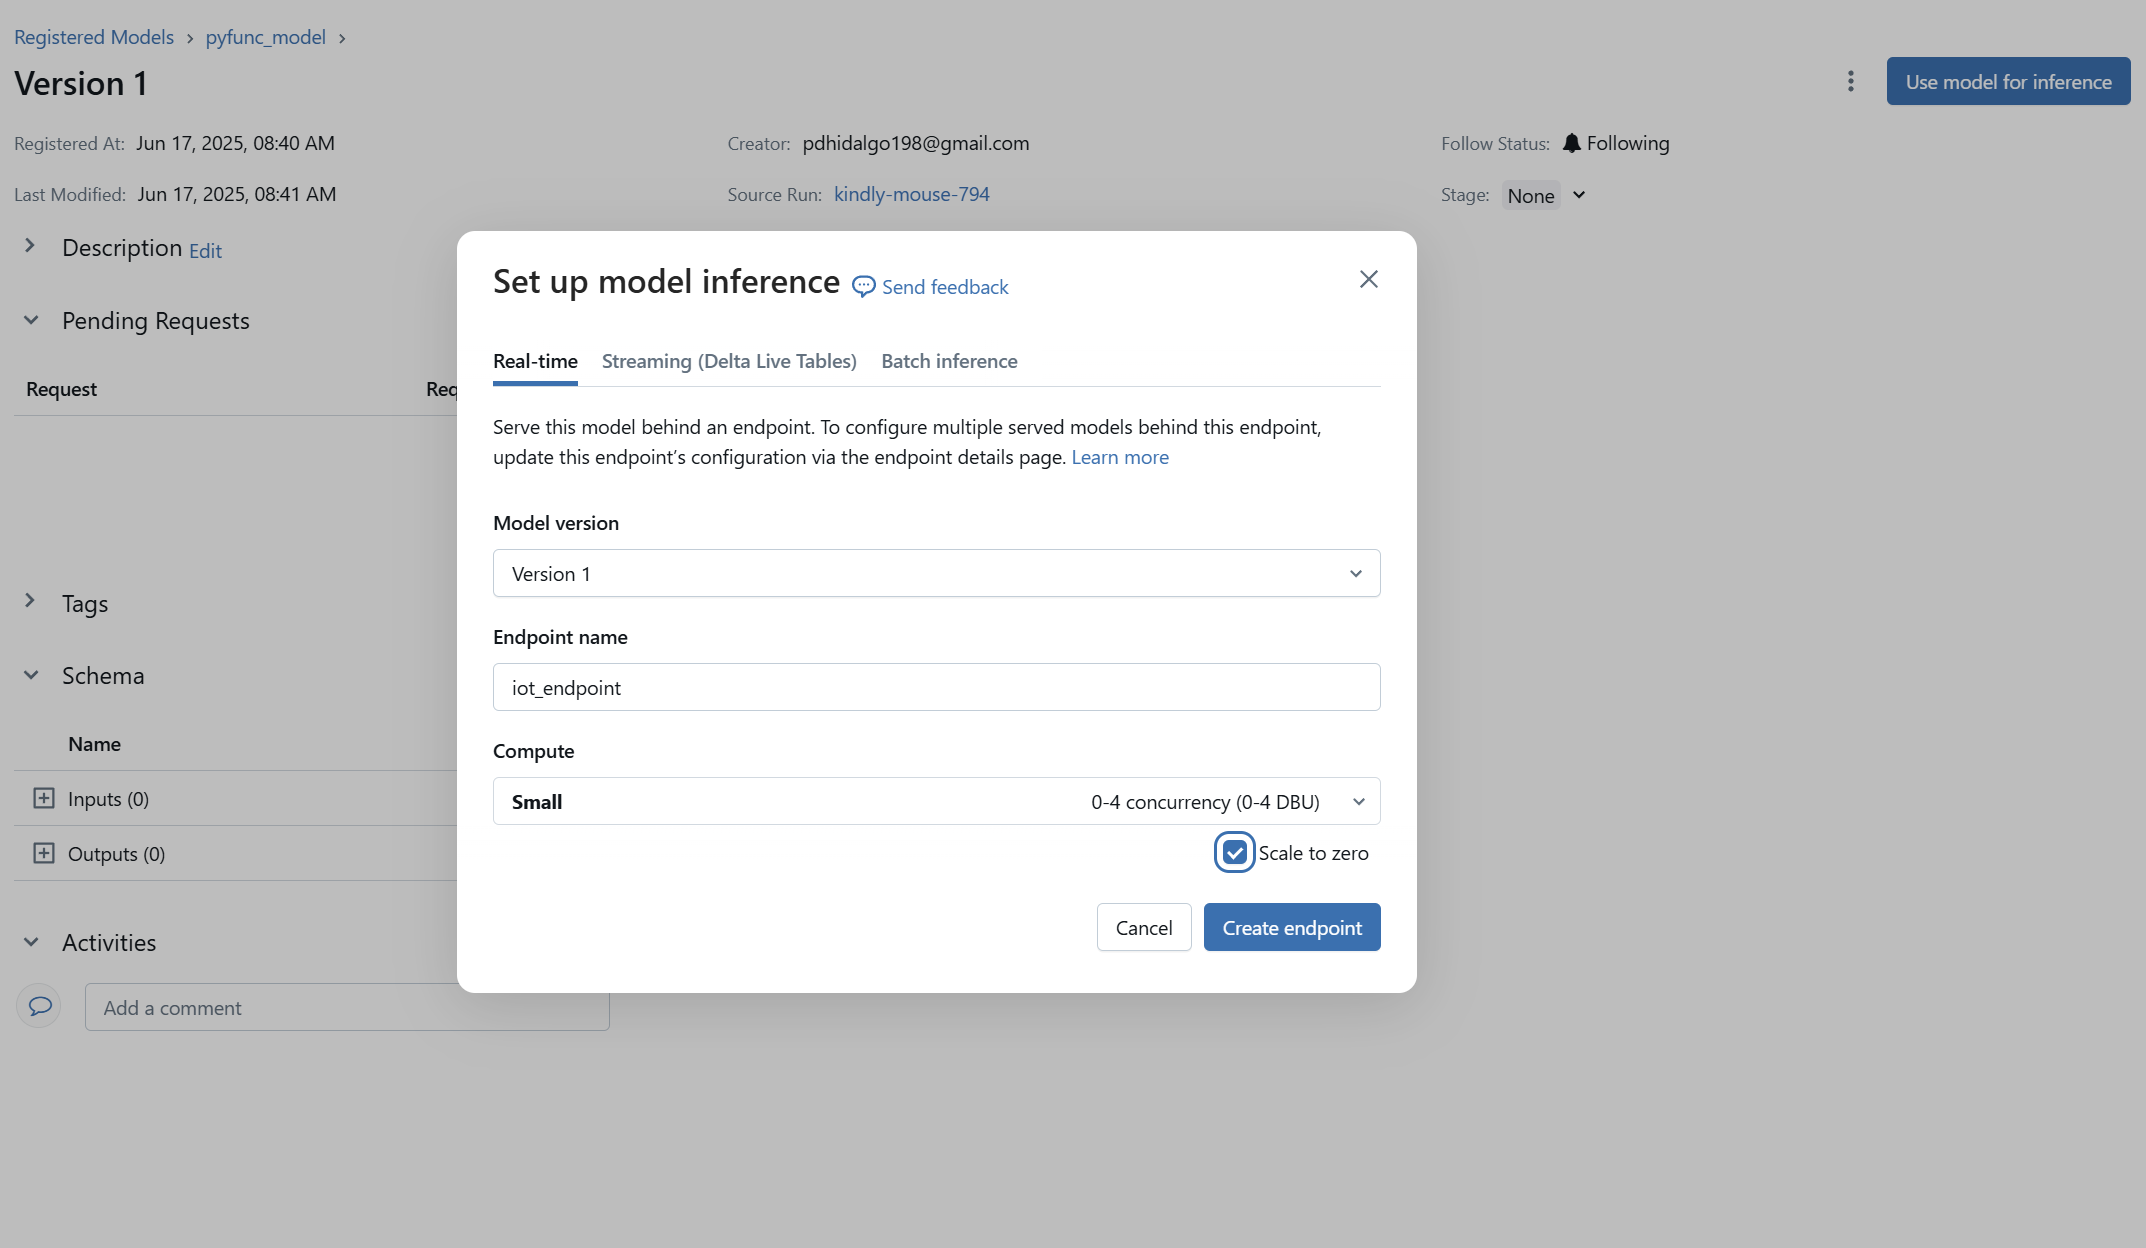 Registered Models > pyfunc_model >
Version 1
Use model for inference
Registered At: Jun 17, 2025, 08:40 AM
Creator: pdhidalgo198@gmail.com
Follow Status: Following
Last Modified: Jun 17, 2025, 08:41 AM
Source Run: kindly-mouse-794
Stage: None
Description Edit
Pending Requests
Request
Req
Tags
Schema
Name
Inputs (0)
Outputs (0)
Activities
Add a comment
Set up model inference Send feedback
Real-time Streaming (Delta Live Tables) Batch inference
Serve this model behind an endpoint. To configure multiple served models behind this endpoint,
update this endpoint's configuration via the endpoint details page. Learn more
Model version
Version 1
Endpoint name
iot_endpoint
Compute
Small 0-4 concurrency (0-4 DBU)
Scale to zero
Cancel Create endpoint